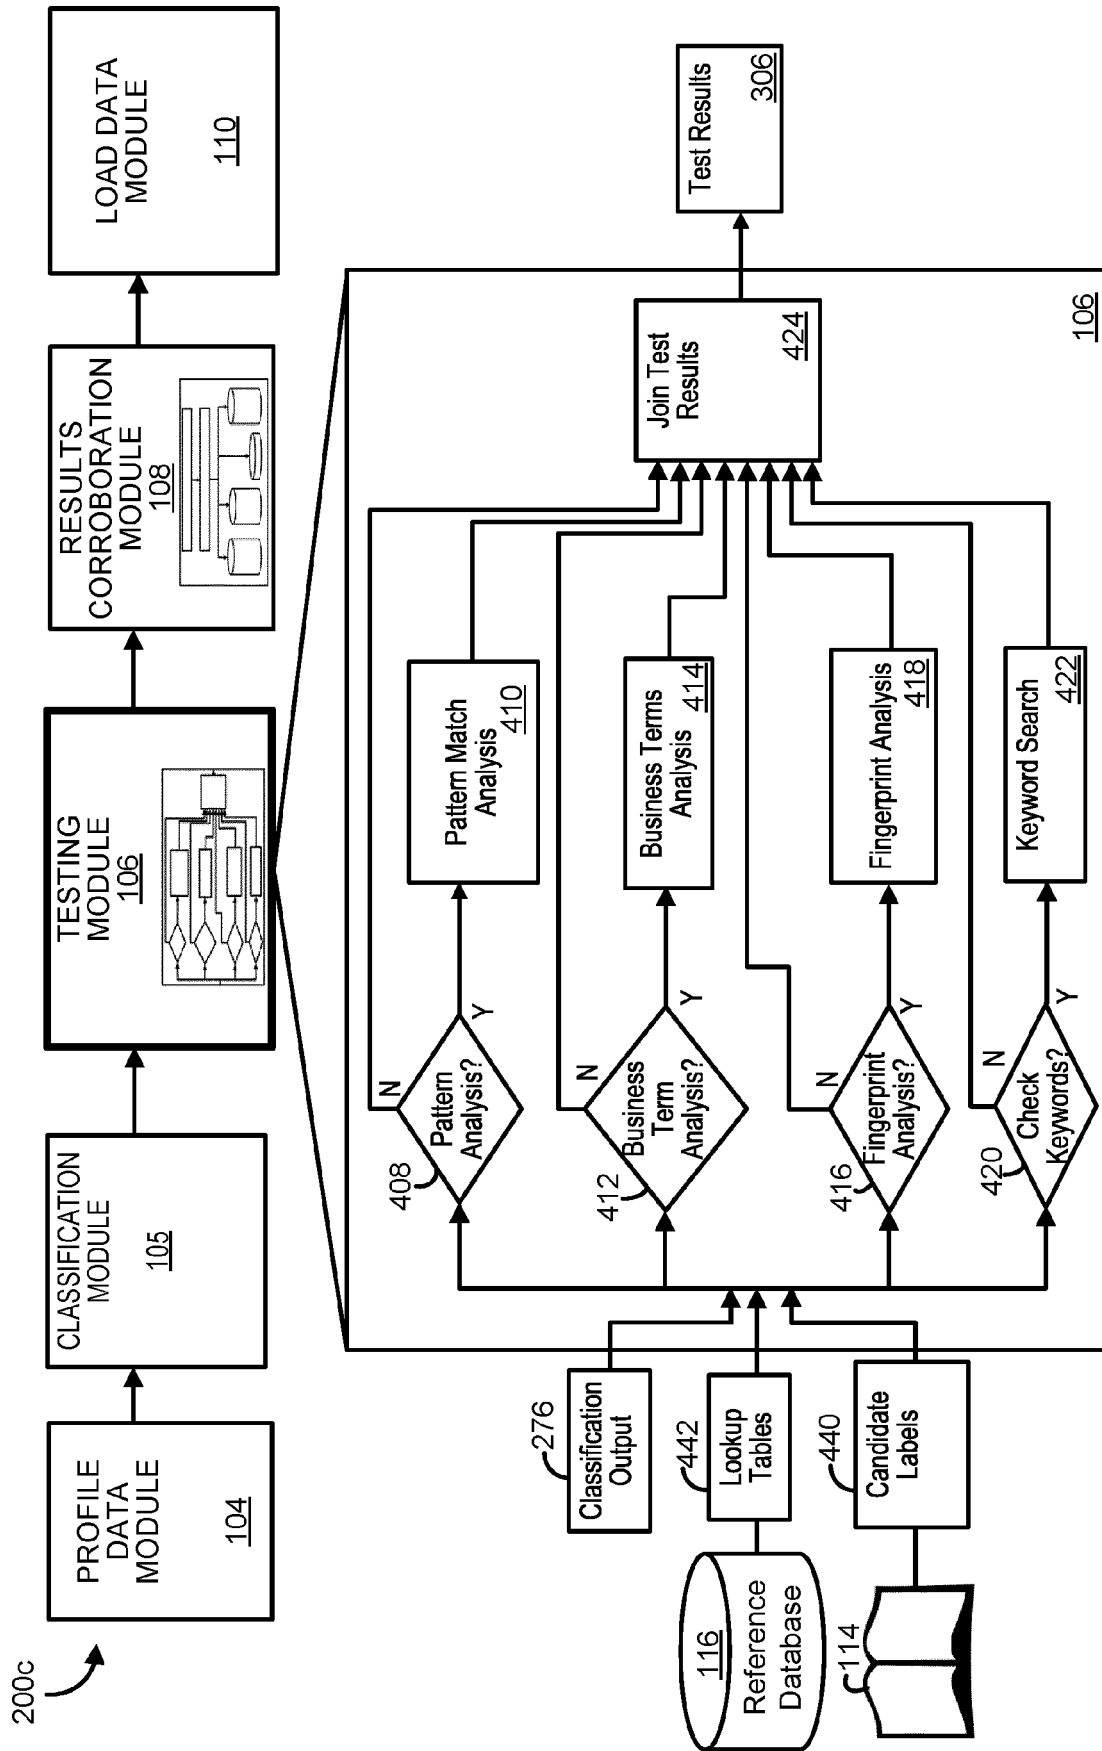 200c
PROFILE
DATA
MODULE
104
CLASSIFICATION
MODULE
105
TESTING
MODULE
106
RESULTS
CORROBORATION
MODULE
108
LOAD DATA
MODULE
110
276
Classification
Output
442
Lookup
Tables
440
Candidate
Labels
116
Reference
Database
114
408
Pattern
Analysis?
N
Y
Pattern Match
Analysis
410
412
Business
Term
Analysis?
N
Y
Business Terms
Analysis
414
416
Fingerprint
Analysis?
N
Y
Fingerprint Analysis
418
420
Check
Keywords?
N
Y
Keyword Search
422
Join Test
Results
424
Test Results
306
106